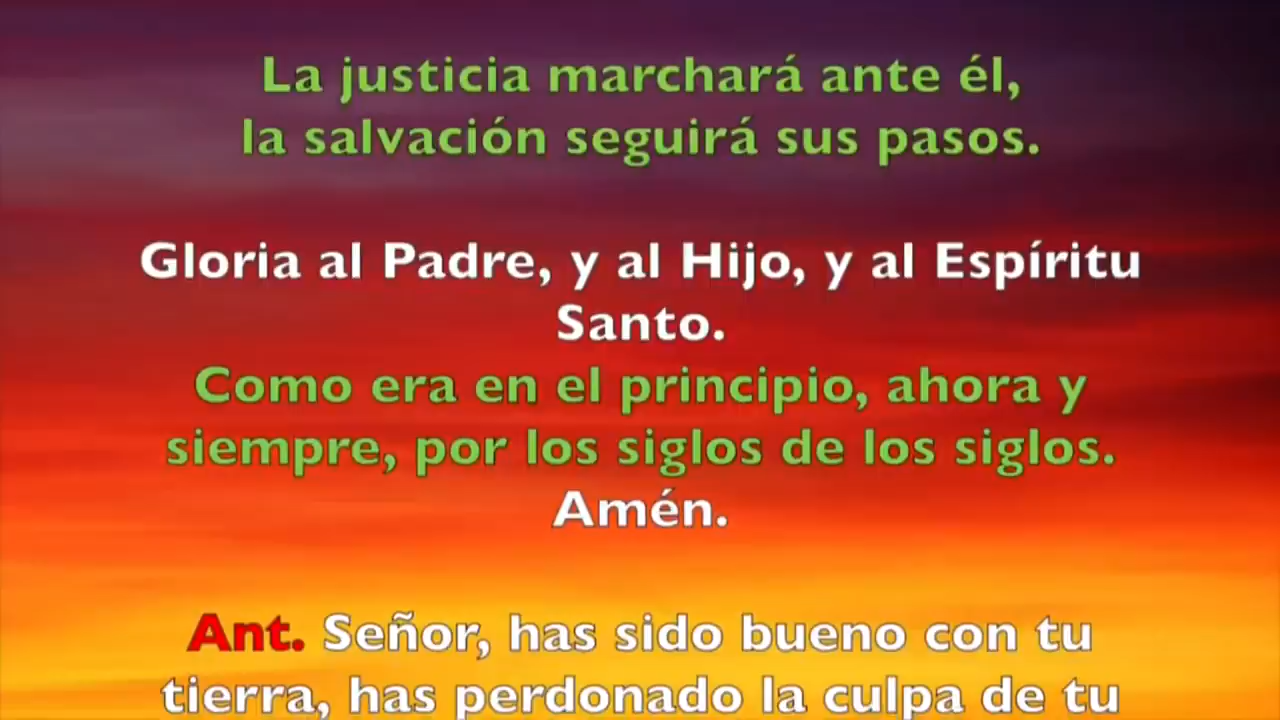 La justicia marchará ante él,
la salvación seguirá sus pasos.
Gloria al Padre, y al Hijo, y al Espíritu
Santo.
Como era en el principio, ahora y
siempre, por los siglos de los siglos.
Amén.
Ant. Señor, has sido bueno con tu
tierra, has perdonado la culpa de tu